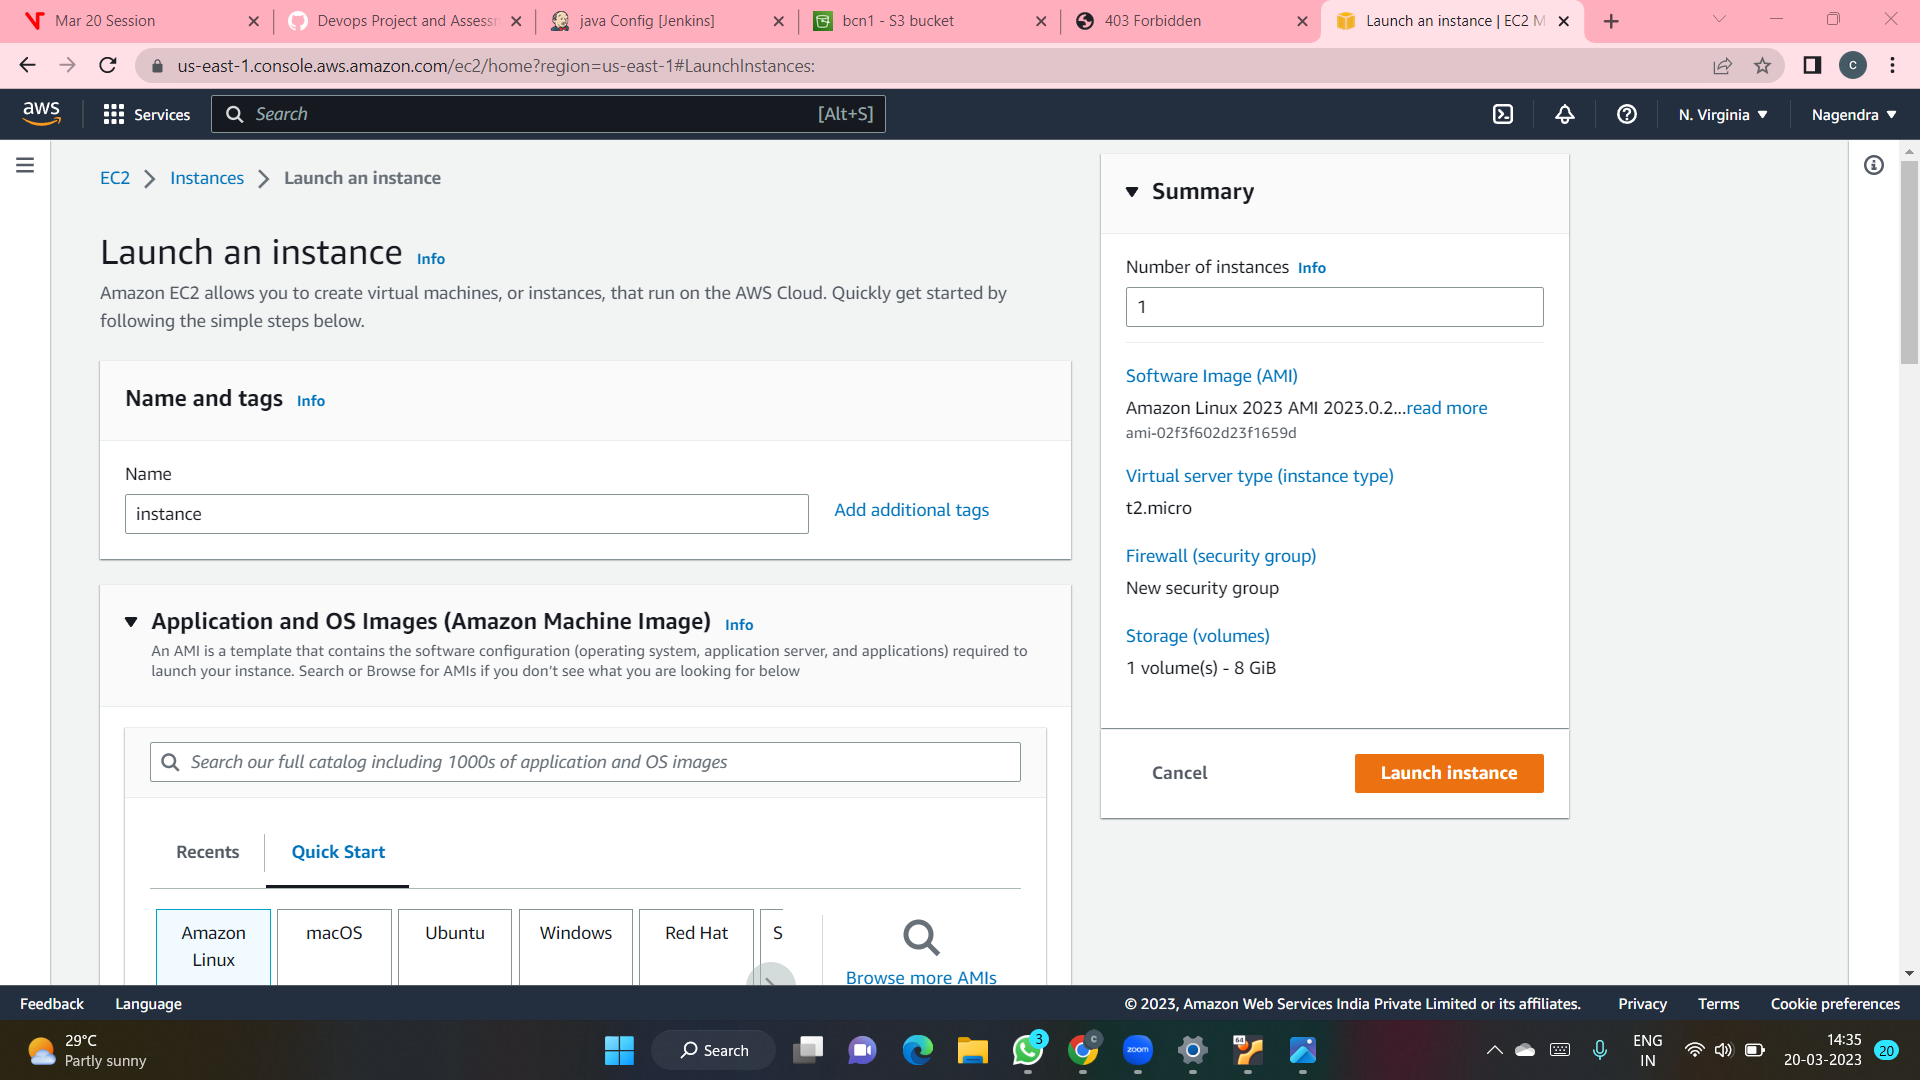 Mar 20 Session
Devops Project and Assessm
java Config [Jenkins]
bcn1 - S3 bucket
403 Forbidden
Launch an instance | EC2 M
us-east-1.console.aws.amazon.com/ec2/home?region=us-east-1#LaunchInstances:
c
aws
Services
Search
[Alt+S]
N. Virginia
Nagendra
EC2
Instances
Launch an instance
Launch an instance Info
Amazon EC2 allows you to create virtual machines, or instances, that run on the AWS Cloud. Quickly get started by
following the simple steps below.
Name and tags Info
Name
instance
Add additional tags
Application and OS Images (Amazon Machine Image) Info
An AMI is a template that contains the software configuration (operating system, application server, and applications) required to
launch your instance. Search or Browse for AMIs if you don't see what you are looking for below
Search our full catalog including 1000s of application and OS images
Recents
Quick Start
Amazon
Linux
macOS
Ubuntu
Windows
Red Hat
S
Browse more AMIs
Summary
Number of instances Info
1
Software Image (AMI)
Amazon Linux 2023 AMI 2023.0.2...read more
ami-02f3f602d23f1659d
Virtual server type (instance type)
t2.micro
Firewall (security group)
New security group
Storage (volumes)
1 volume(s) - 8 GiB
Cancel
Launch instance
Feedback
Language
© 2023, Amazon Web Services India Private Limited or its affiliates.
Privacy
Terms
Cookie preferences
29°C
Partly sunny
Search
3
c
zoom
64
ENG
IN
14:35
20-03-2023
20